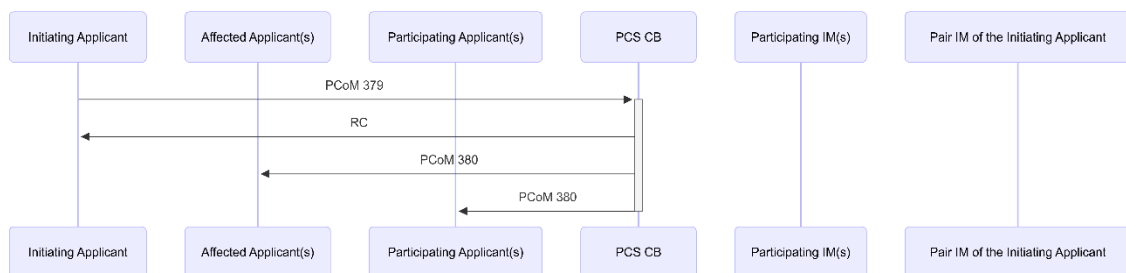 Initiating Applicant
Affected Applicant(s)
Participating Applicant(s)
PCS CB
Participating IM(s)
Pair IM of the Initiating Applicant
PCoM 379
RC
PCoM 380
PCoM 380
Initiating Applicant
Affected Applicant(s)
Participating Applicant(s)
PCS CB
Participating IM(s)
Pair IM of the Initiating Applicant